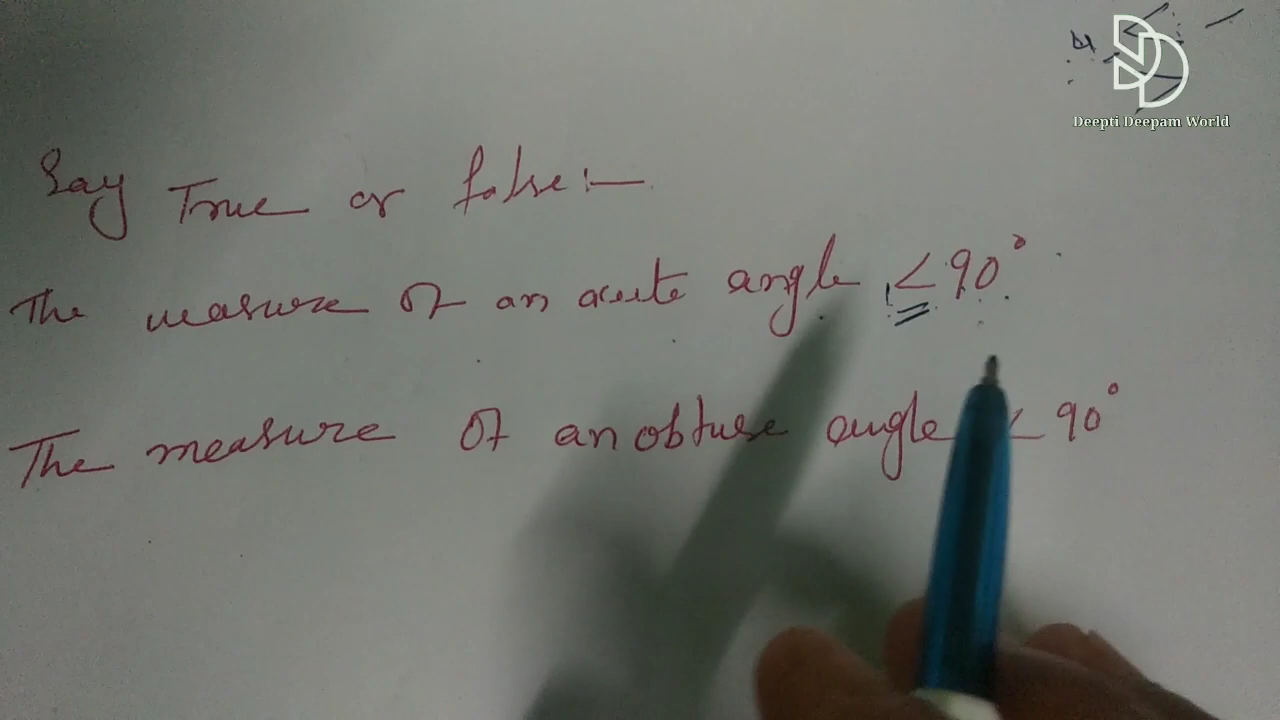 Deepti Deepam World
Say True or false:-
The measure of an acute angle < 90°
The measure of an obtuse angle < 90°